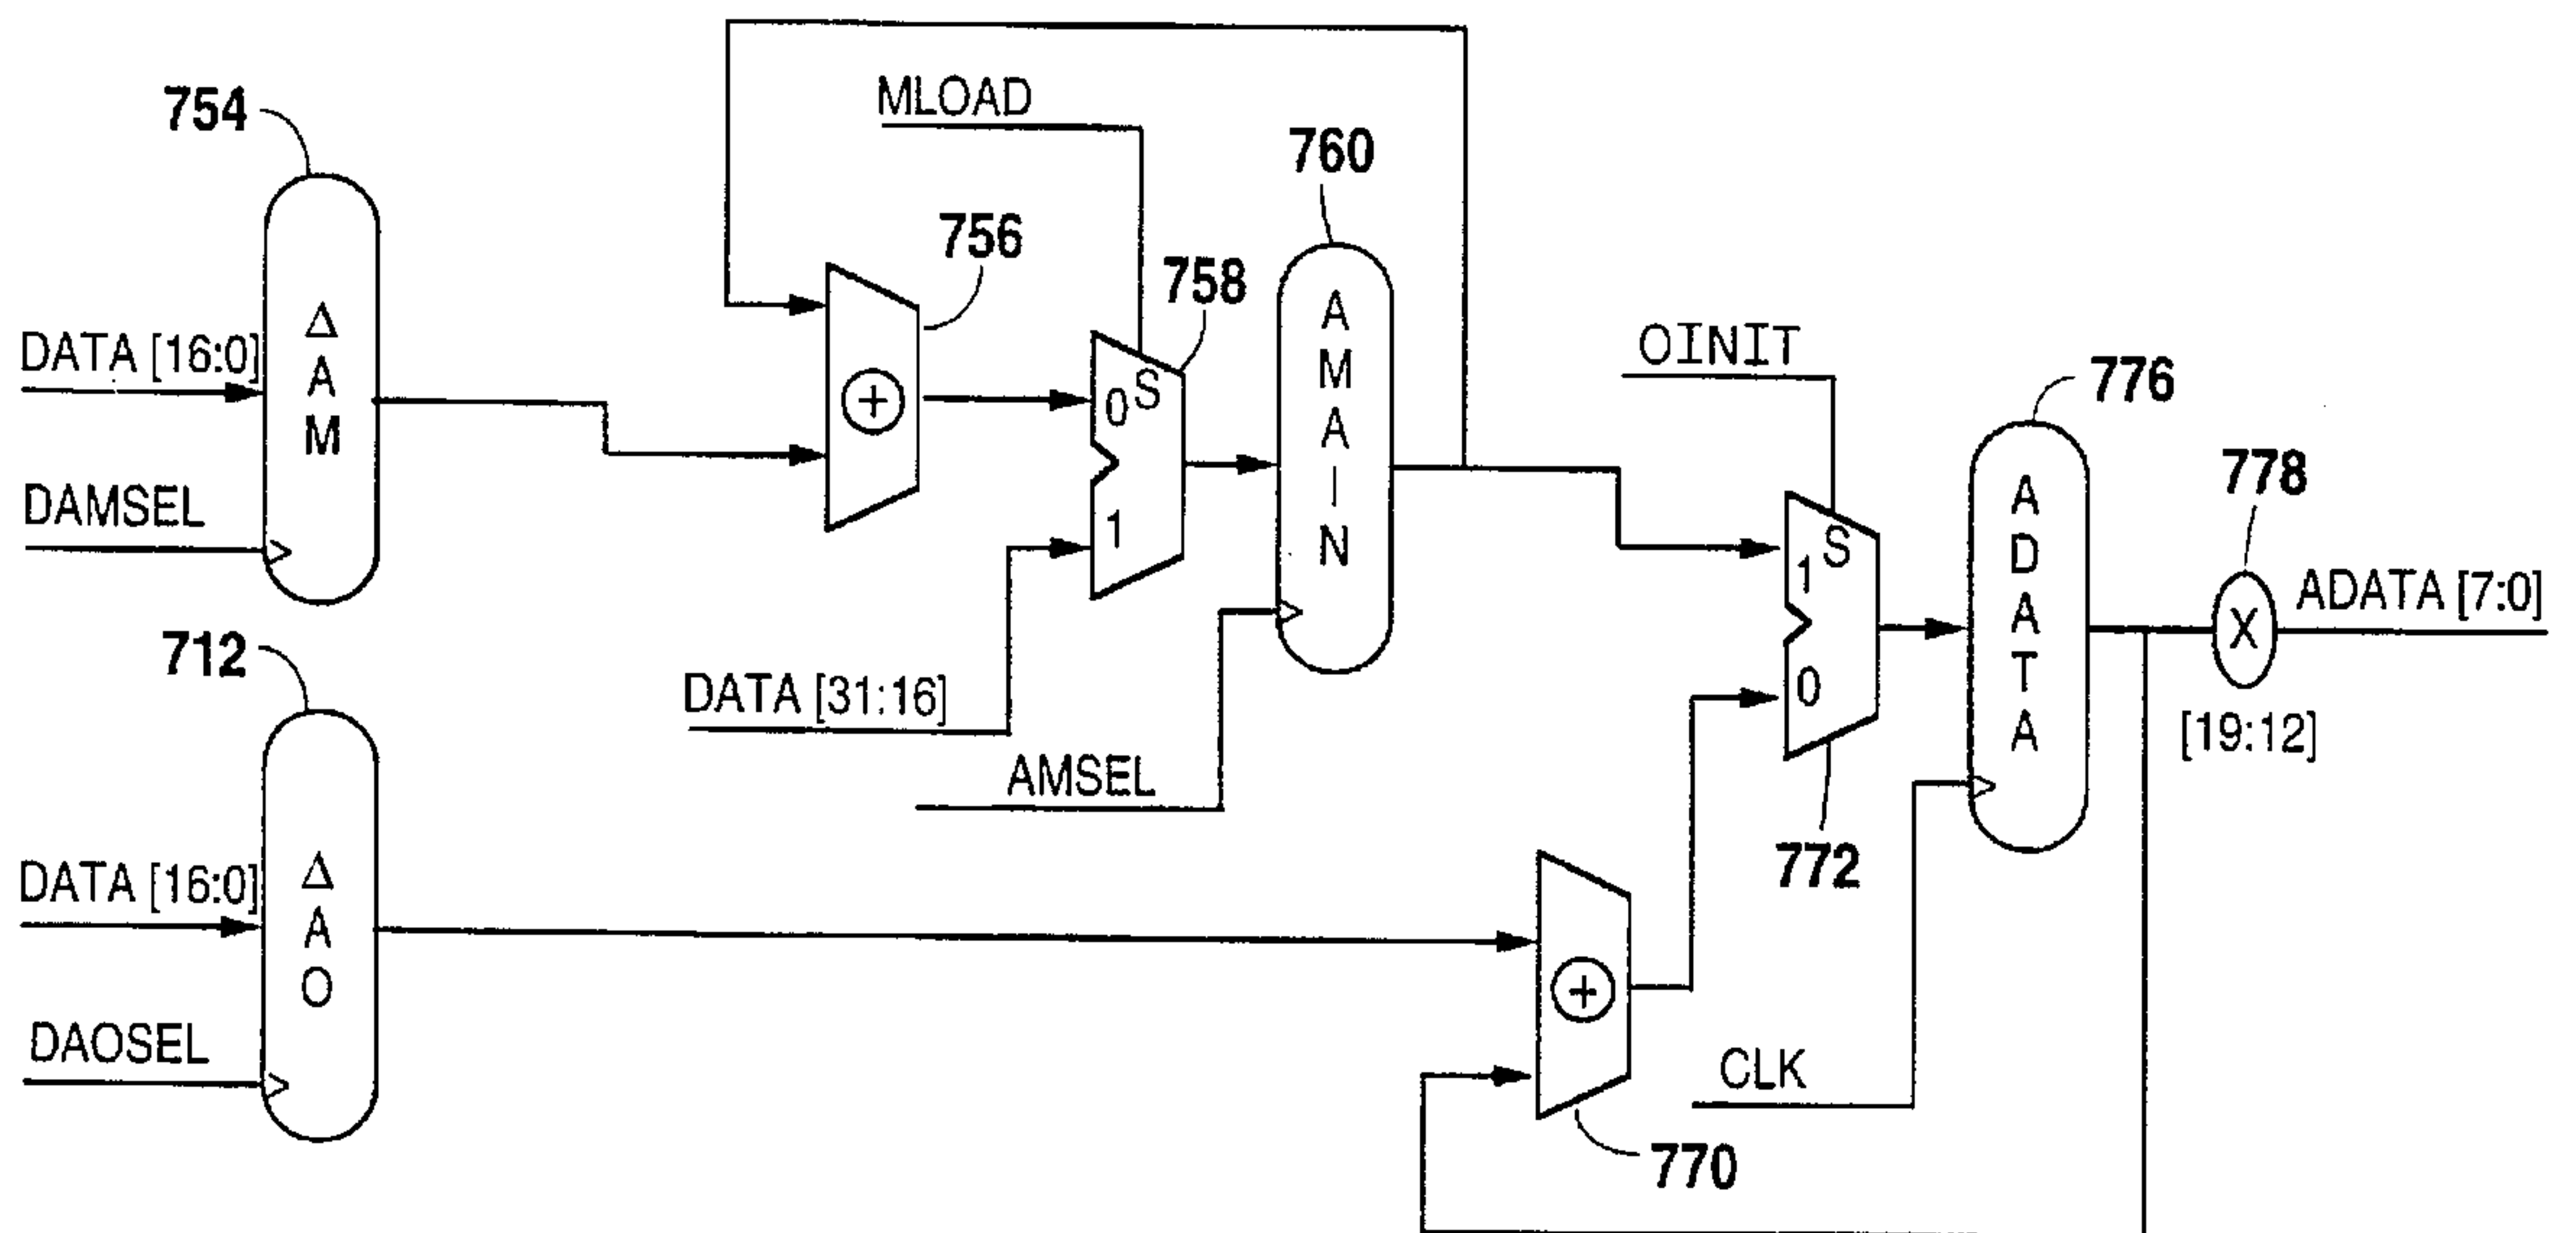 754
DATA [16:0]
Δ
A
M
DAMSEL
MLOAD
756
+
758
0
S
1
DATA [31:16]
AMSEL
760
A
M
A
I
N
OINIT
1
S
0
772
776
A
D
A
T
A
778
X
ADATA [7:0]
[19:12]
712
DATA [16:0]
Δ
A
O
DAOSEL
+
770
CLK